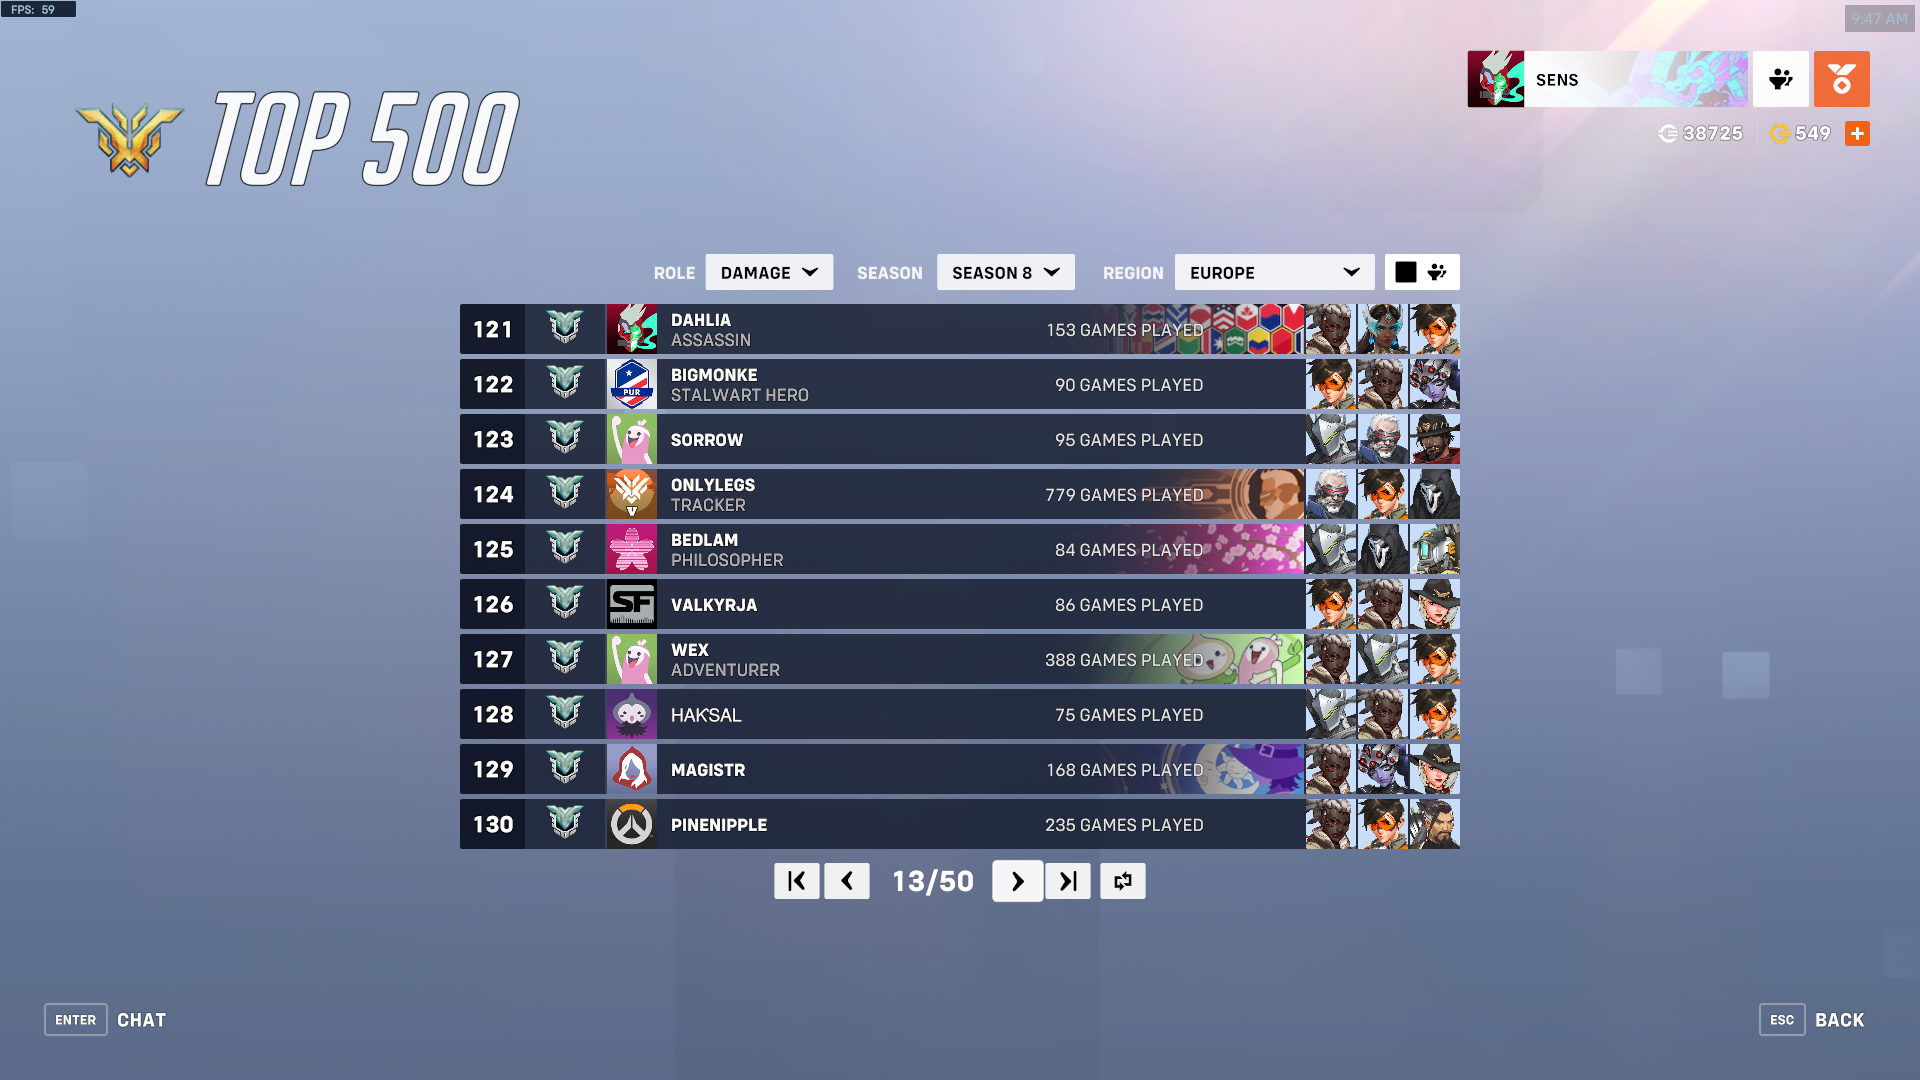 FPS: 59
9:47 AM
TOP 500
SENS
38725
549
ROLE
DAMAGE
SEASON
SEASON 8
REGION
EUROPE
121
DAHLIA
ASSASSIN
153 GAMES PLAYED
122
PUR
BIGMONKE
STALWART HERO
90 GAMES PLAYED
123
SORROW
95 GAMES PLAYED
124
V
ONLYLEGS
TRACKER
779 GAMES PLAYED
125
BEDLAM
PHILOSOPHER
84 GAMES PLAYED
126
SF
VALKYRJA
86 GAMES PLAYED
127
WEX
ADVENTURER
388 GAMES PLAYED
128
HAKSAL
75 GAMES PLAYED
129
MAGISTR
168 GAMES PLAYED
130
PINENIPPLE
235 GAMES PLAYED
13/50
ENTER
CHAT
ESC
BACK